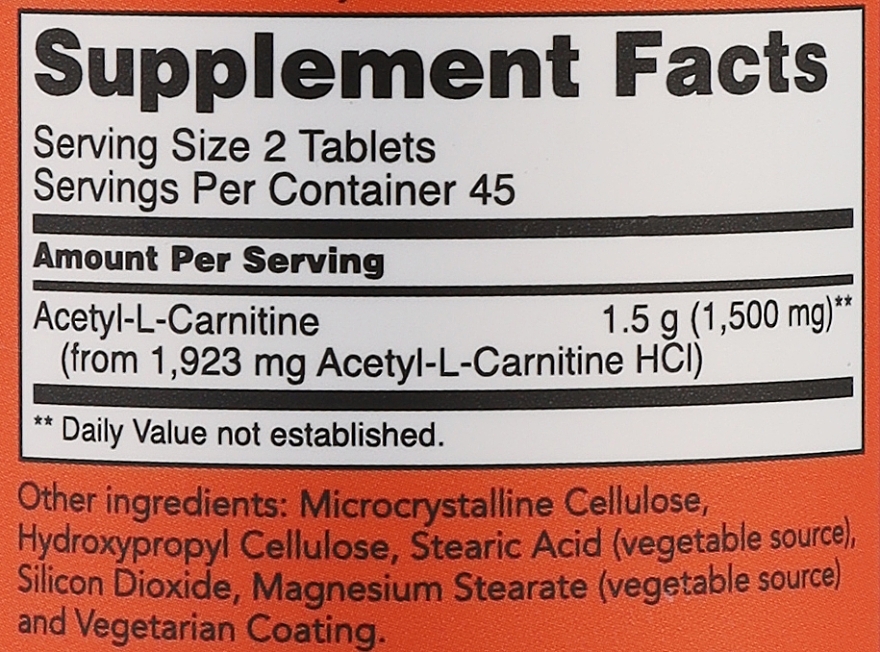 Supplement Facts
Serving Size 2 Tablets
Servings Per Container 45
Amount Per Serving
Acetyl-L-Carnitine 1.5 g (1,500 mg)**
(from 1,923 mg Acetyl-L-Carnitine HCl)
** Daily Value not established.
Other ingredients: Microcrystalline Cellulose,
Hydroxypropyl Cellulose, Stearic Acid (vegetable source),
Silicon Dioxide, Magnesium Stearate (vegetable source)
and Vegetarian Coating.